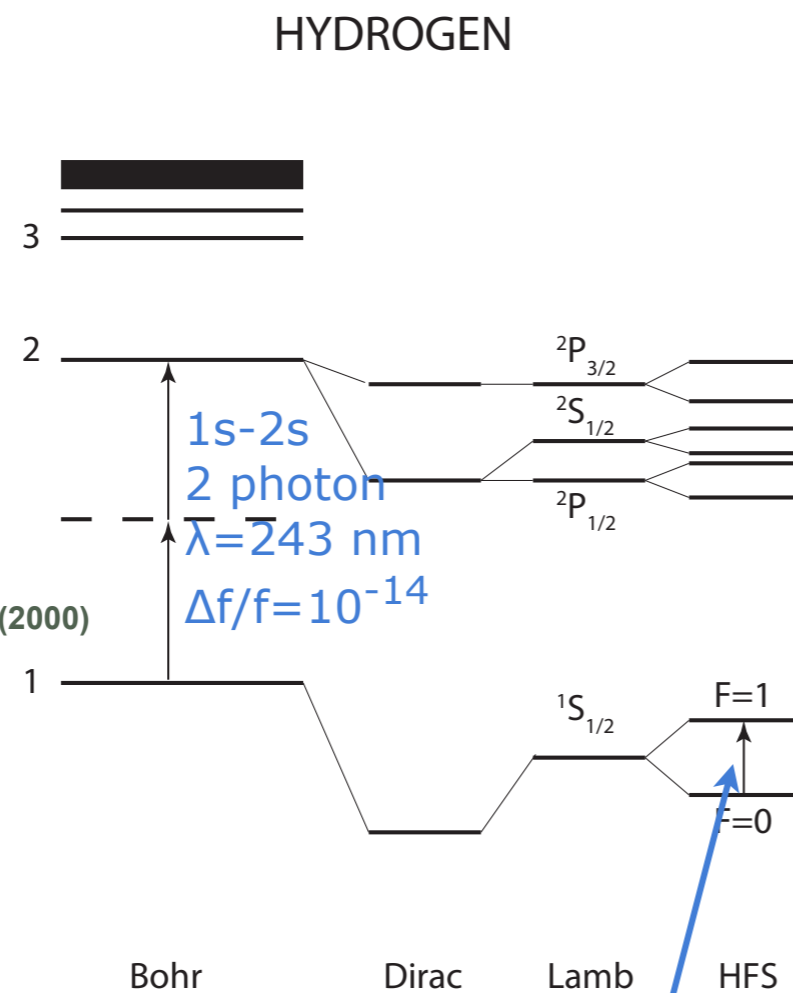 HYDROGEN
3
2
²P₃/₂
1s-2s
²S₁/₂
2 photon
²P₁/₂
λ=243 nm
Δf/f=10⁻¹⁴
(2000)
1
¹S₁/₂
F=1
F=0
Bohr Dirac Lamb HFS